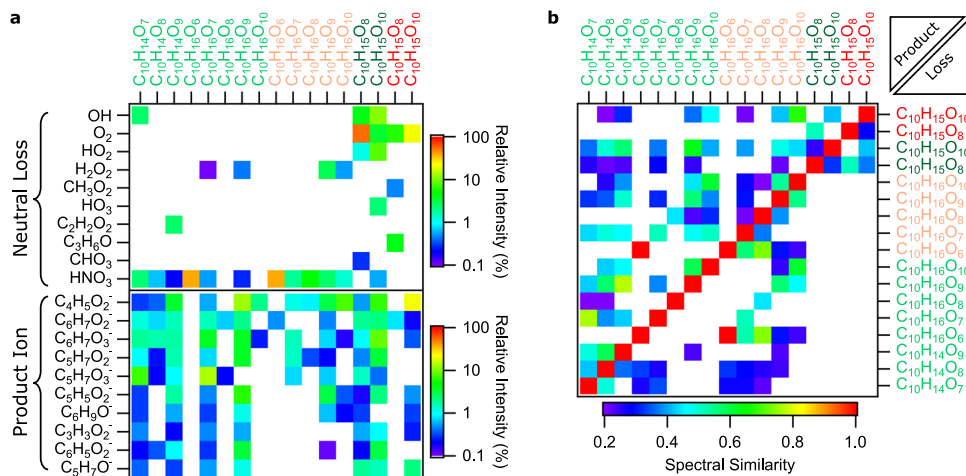 a
C₁₀H₁₄O₇
C₁₀H₁₄O₈
C₁₀H₁₄O₉
C₁₀H₁₆O₆
C₁₀H₁₆O₇
C₁₀H₁₆O₈
C₁₀H₁₆O₉
C₁₀H₁₆O₁₀
C₁₀H₁₆O₆
C₁₀H₁₆O₇
C₁₀H₁₆O₈
C₁₀H₁₆O₉
C₁₀H₁₆O₁₀
C₁₀H₁₅O₈
C₁₀H₁₅O₁₀
C₁₀H₁₅O₈
C₁₀H₁₅O₁₀
Neutral Loss
OH
O₂
HO₂
H₂O₂
CH₃O₂
HO₃
C₂H₂O₂
C₃H₆O
CHO₃
HNO₃
100
10
1
0.1
Relative Intensity (%)
Product Ion
C₄H₅O₂⁻
C₆H₇O₂⁻
C₆H₇O₃⁻
C₅H₇O₂⁻
C₅H₇O₃⁻
C₅H₅O₂⁻
C₆H₉O⁻
C₃H₃O₂⁻
C₆H₅O₂⁻
C₅H₇O⁻
100
10
1
0.1
Relative Intensity (%)
b
C₁₀H₁₄O₇
C₁₀H₁₄O₈
C₁₀H₁₄O₉
C₁₀H₁₆O₆
C₁₀H₁₆O₇
C₁₀H₁₆O₈
C₁₀H₁₆O₉
C₁₀H₁₆O₁₀
C₁₀H₁₆O₆
C₁₀H₁₆O₇
C₁₀H₁₆O₈
C₁₀H₁₆O₉
C₁₀H₁₆O₁₀
C₁₀H₁₅O₈
C₁₀H₁₅O₁₀
C₁₀H₁₅O₈
C₁₀H₁₅O₁₀
Product
Loss
C₁₀H₁₅O₁₀
C₁₀H₁₅O₈
C₁₀H₁₅O₁₀
C₁₀H₁₅O₈
C₁₀H₁₆O₁₀
C₁₀H₁₆O₉
C₁₀H₁₆O₈
C₁₀H₁₆O₇
C₁₀H₁₆O₆
C₁₀H₁₆O₁₀
C₁₀H₁₆O₉
C₁₀H₁₆O₈
C₁₀H₁₆O₇
C₁₀H₁₆O₆
C₁₀H₁₄O₉
C₁₀H₁₄O₈
C₁₀H₁₄O₇
0.2 0.4 0.6 0.8 1.0
Spectral Similarity